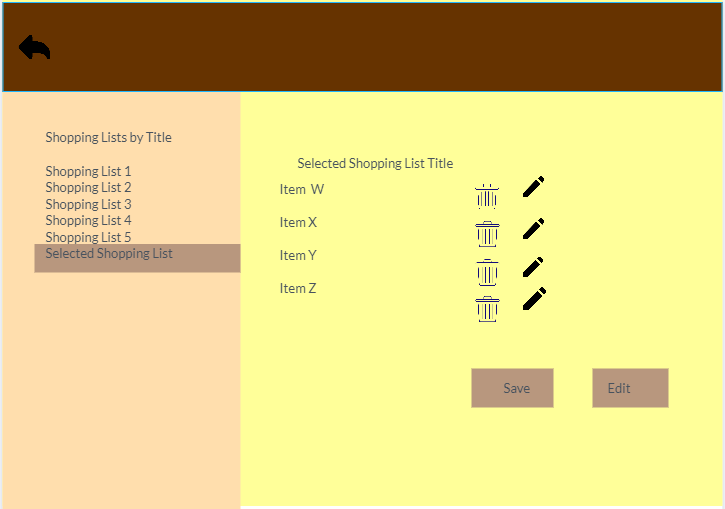 Shopping Lists by Title
Shopping List 1
Shopping List 2
Shopping List 3
Shopping List 4
Shopping List 5
Selected Shopping List
Selected Shopping List Title
Item W
Item X
Item Y
Item Z
Save
Edit